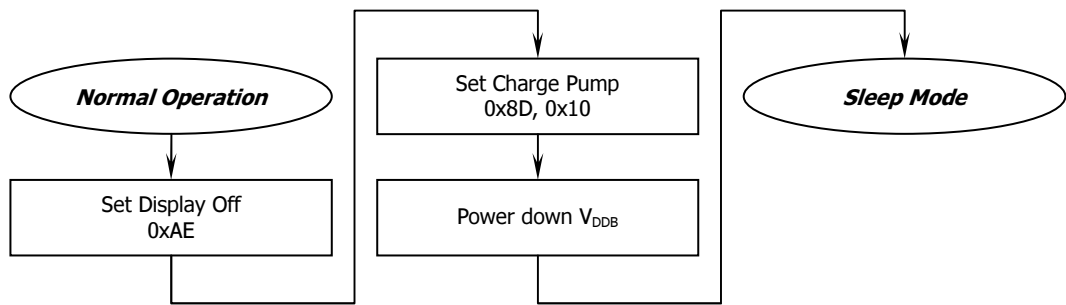 Normal Operation
Set Display Off
0xAE
Set Charge Pump
0x8D, 0x10
Power down VDDB
Sleep Mode